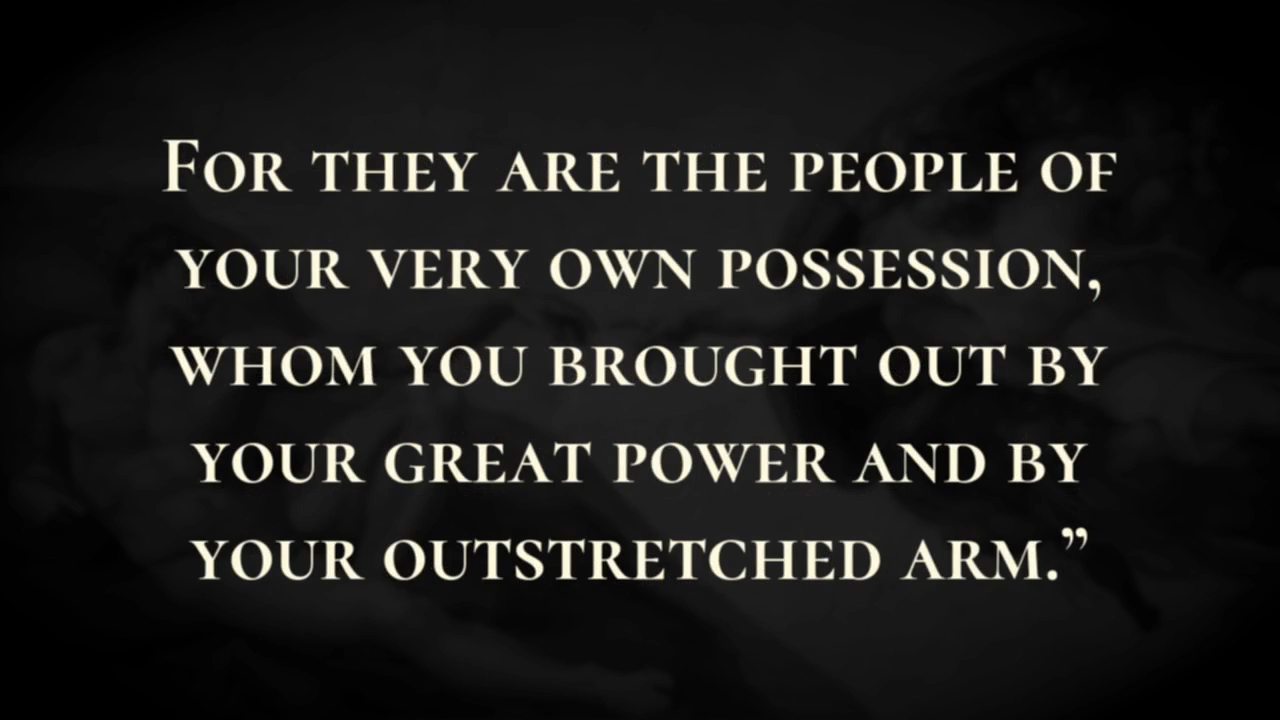 For they are the people of
your very own possession,
whom you brought out by
your great power and by
your outstretched arm.”